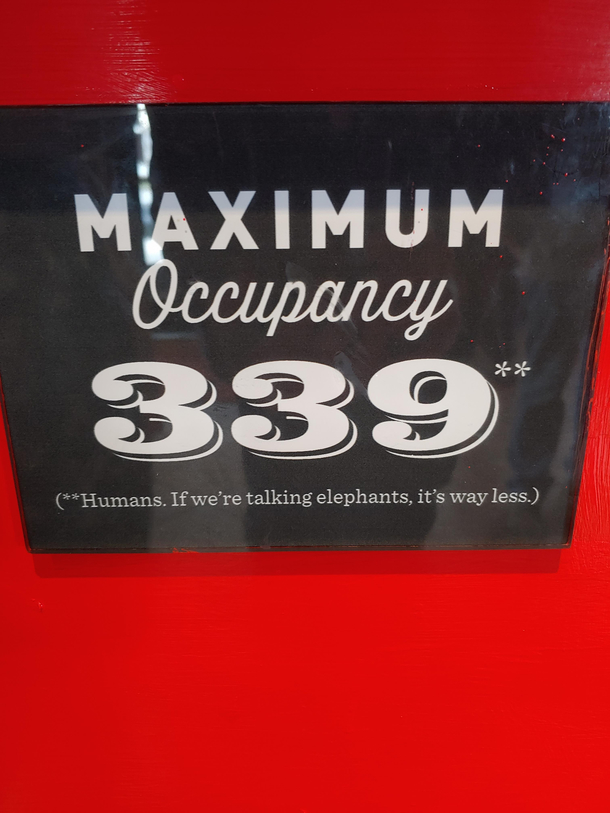 MAXIMUM
Occupancy
339**
(**Humans. If we're talking elephants, it's way less.)